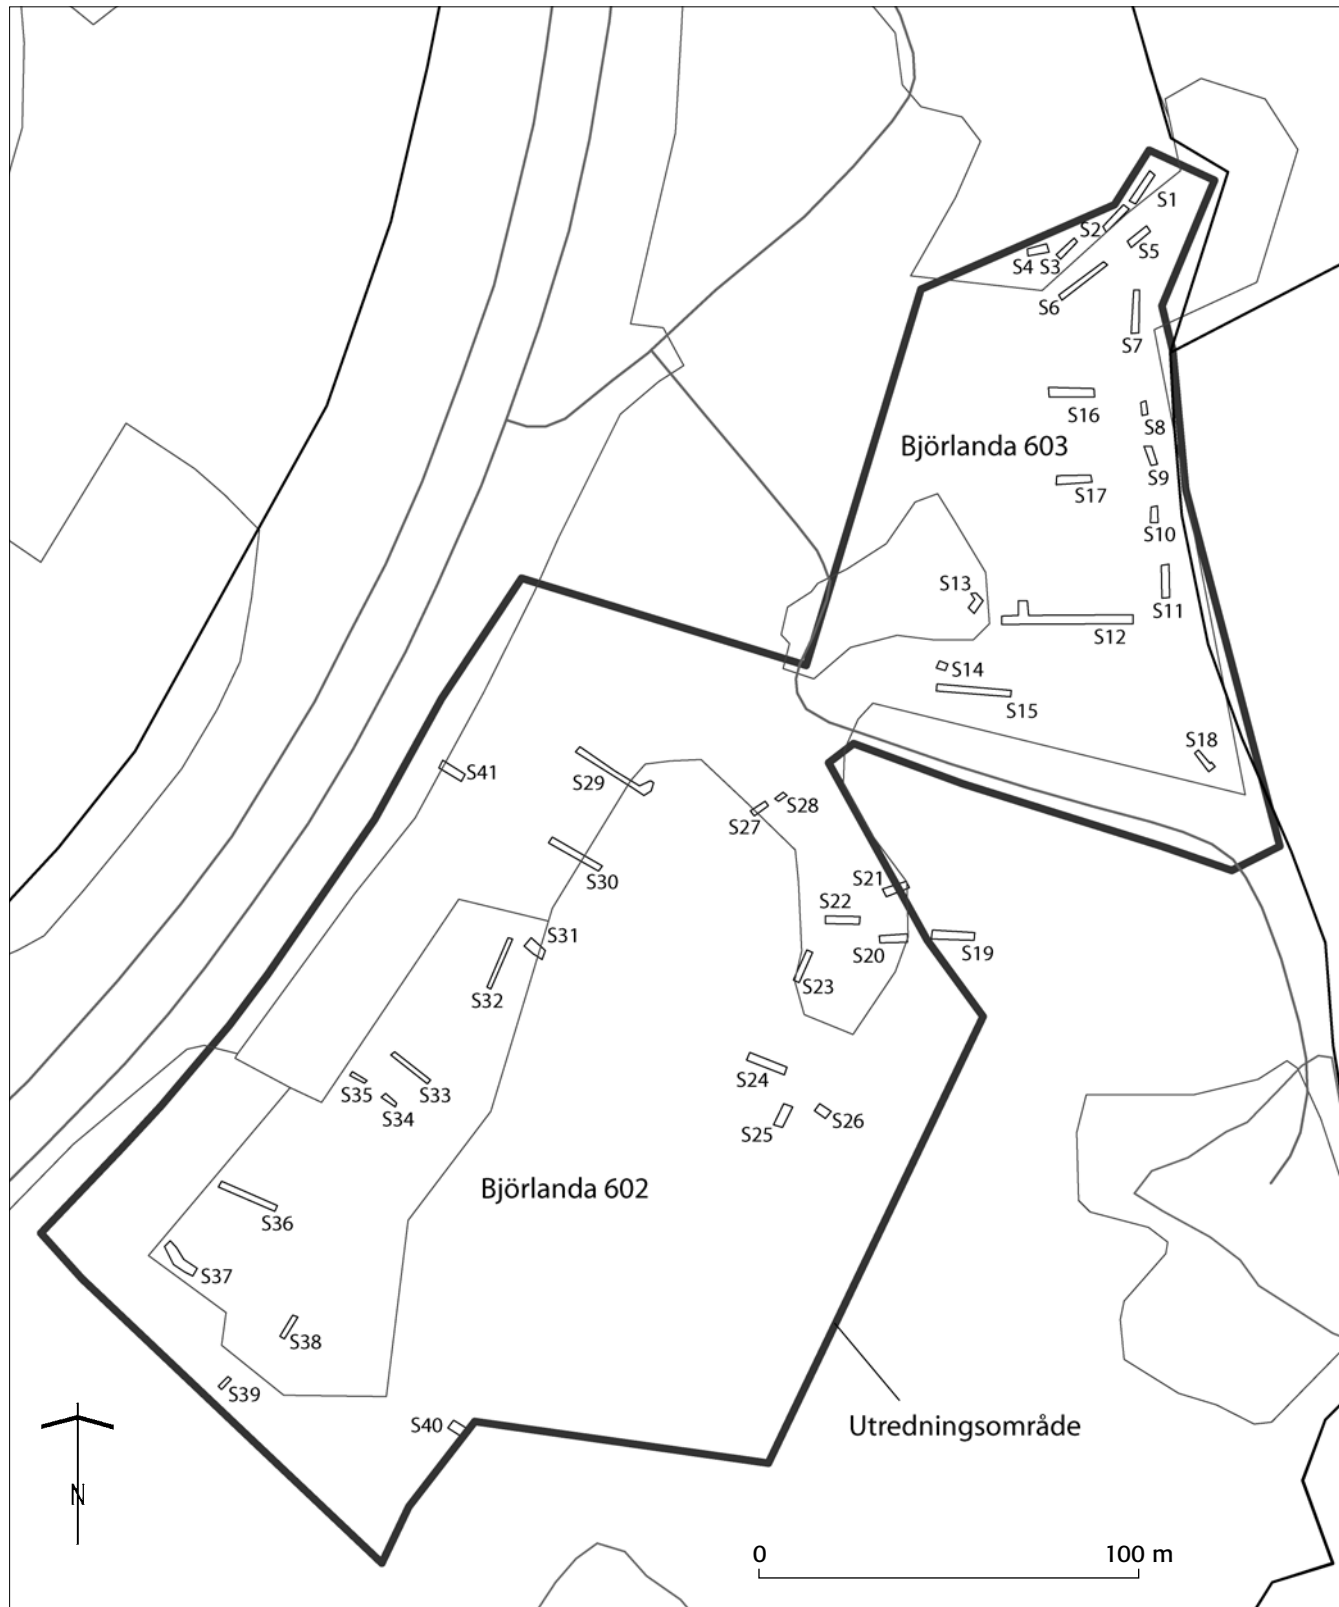 S1
S2
S5
S4
S3
S6
S7
S16
S8
Björlanda 603
S9
S17
S10
S13
S11
S12
S14
S15
S18
S41
S29
S28
S27
S30
S21
S22
S31
S20
S19
S32
S23
S24
S35
S33
S34
S25
S26
Björlanda 602
S36
S37
S38
S39
S40
Utredningsområde
N
0
100 m